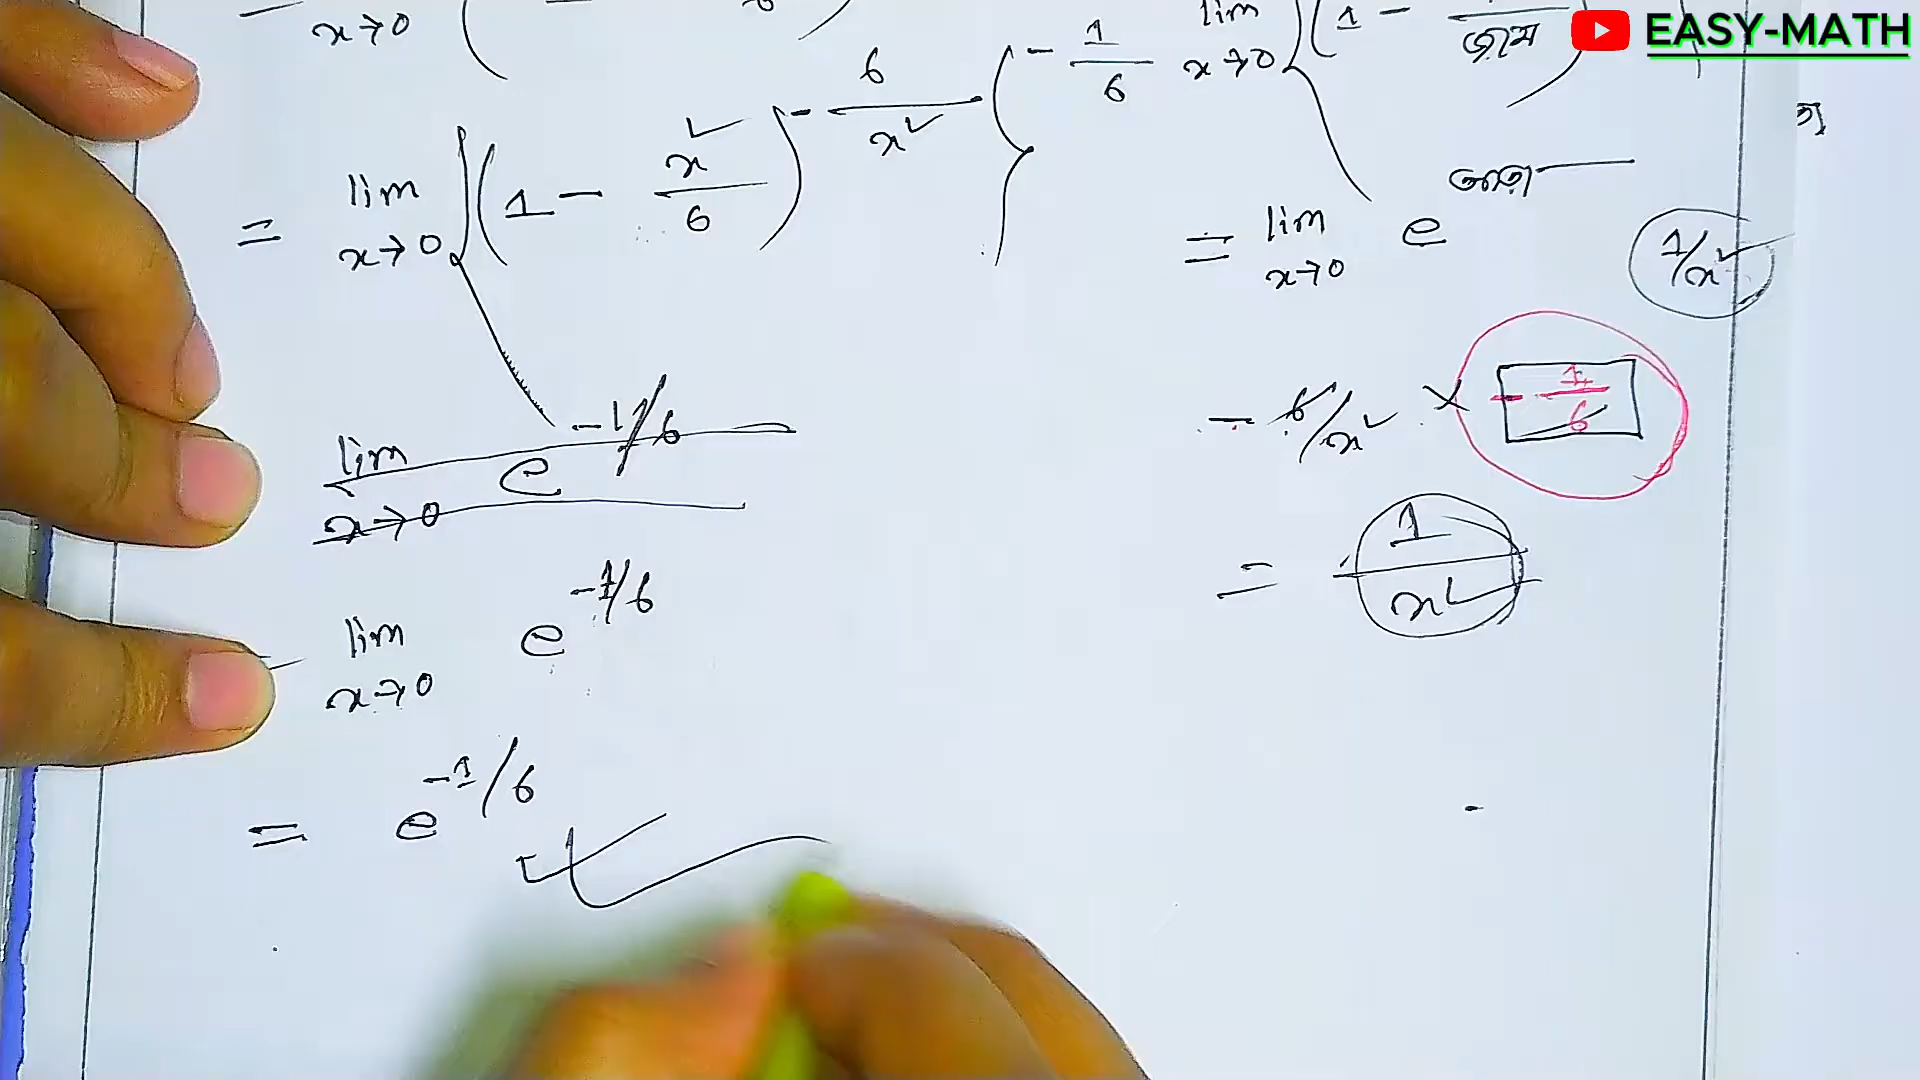 EASY-MATH
x→0
lim
x→0
= lim x→0 {(1 - x²/6)^(-6/x²)}^(-1/6)
= lim x→0 e
1/x²
lim x→0 e^(-1/6)
-6/x² × -1/6
= 1/x²
lim x→0 e^(-1/6)
= e^(-1/6)